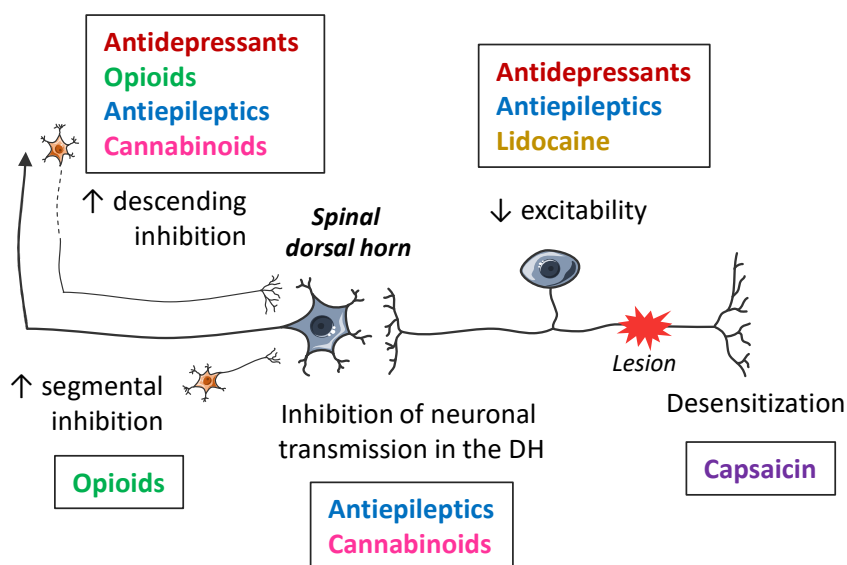 Antidepressants
Opioids
Antiepileptics
Cannabinoids
↑ descending
inhibition
Antidepressants
Antiepileptics
Lidocaine
↓ excitability
Spinal
dorsal horn
Lesion
↑ segmental
inhibition
Opioids
Inhibition of neuronal
transmission in the DH
Antiepileptics
Cannabinoids
Desensitization
Capsaicin